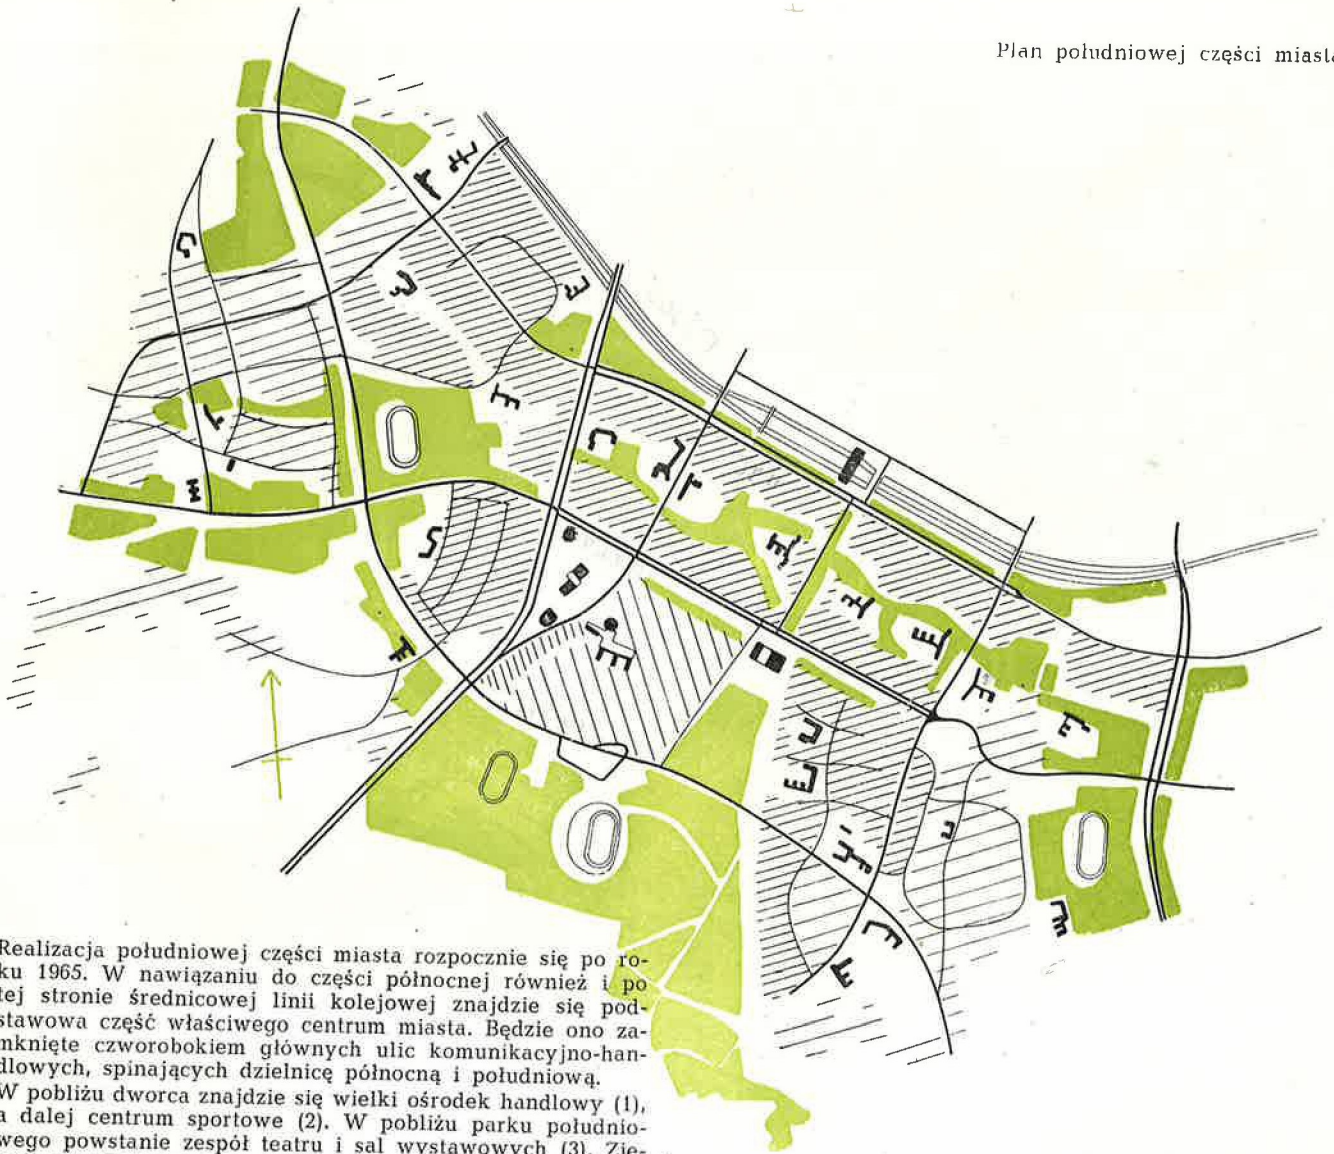 Plan południowej części miasta
Realizacja południowej części miasta rozpocznie się po ro-
ku 1965. W nawiązaniu do części północnej również i po
tej stronie średnicowej linii kolejowej znajdzie się pod-
stawowa część właściwego centrum miasta. Będzie ono za-
mknięte czworobokiem głównych ulic komunikacyjno-han-
dlowych, spinających dzielnicę północną i południową.
W pobliżu dworca znajdzie się wielki ośrodek handlowy (1),
a dalej centrum sportowe (2). W pobliżu parku południo-
wego powstanie zespół teatru i sal wystawowych (3). Zie-